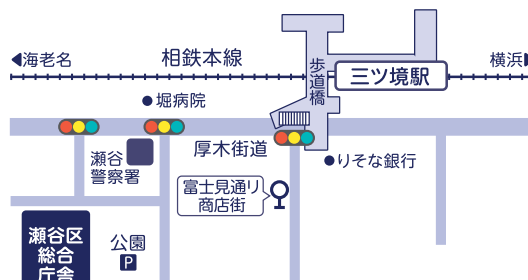 海老名
相鉄本線
横浜
歩道橋
三ツ境駅
堀病院
厚木街道
瀬谷
警察署
りそな銀行
富士見通り
商店街
瀬谷区
総合
庁舎
公園
P